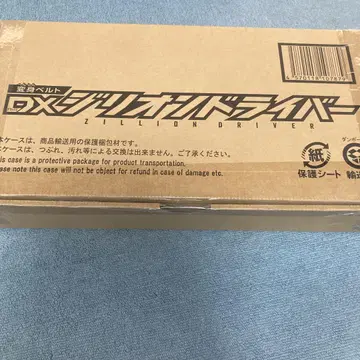 変身ベルト
DXジリオンドライバー
ZILLION DRIVER
本ケースは、商品輸送用の保護梱包材です。
本ケースは、つぶれ、汚れ等による交換は出来ません。ご了承ください。
This case is a protective package for product transportation.
Please note this case will not be object for refund in case of damage etc.
紙
保護シート